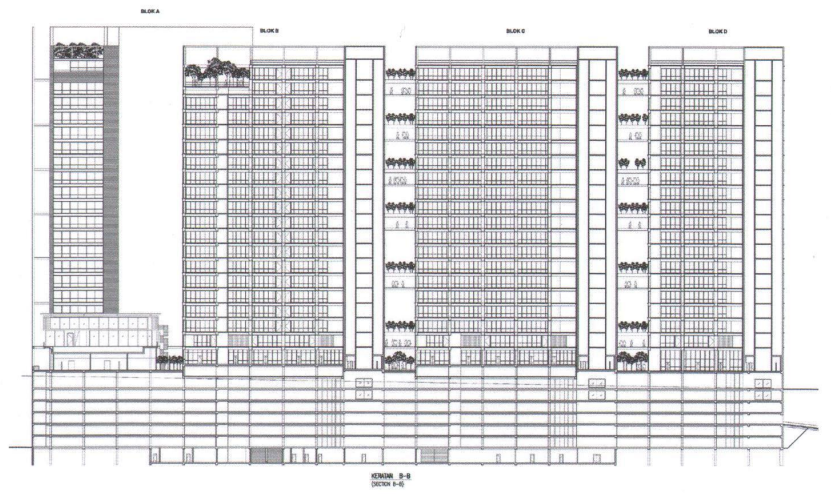 BLOK A
BLOK B
BLOK C
BLOK D
KERATAN B-B
(SECTION B-B)